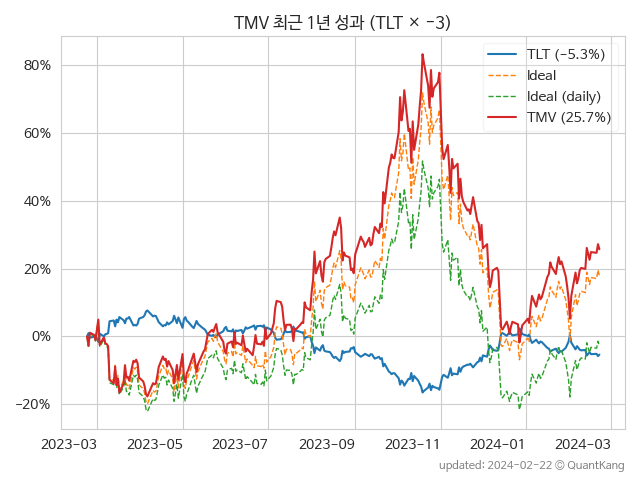 TMV 최근 1년 성과 (TLT × −3)
TLT (−5.3%)
Ideal
Ideal (daily)
TMV (25.7%)
80%
60%
40%
20%
0%
−20%
2023-03
2023-05
2023-07
2023-09
2023-11
2024-01
2024-03
updated: 2024-02-22 ⓒ QuantKang